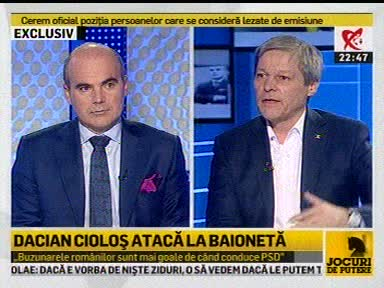 Cerem oficial poziția persoanelor care se consideră lezate de emisiune
EXCLUSIV
22:47
DACIAN CIOLOȘ ATACĂ LA BAIONETĂ
„Buzunarele românilor sunt mai goale de când conduce PSD"
JOCURI
DE PUTERE
OLAE: DACĂ E VORBA DE NIȘTE ZIDURI, O SĂ VEDEM DACĂ LE PUTEM T